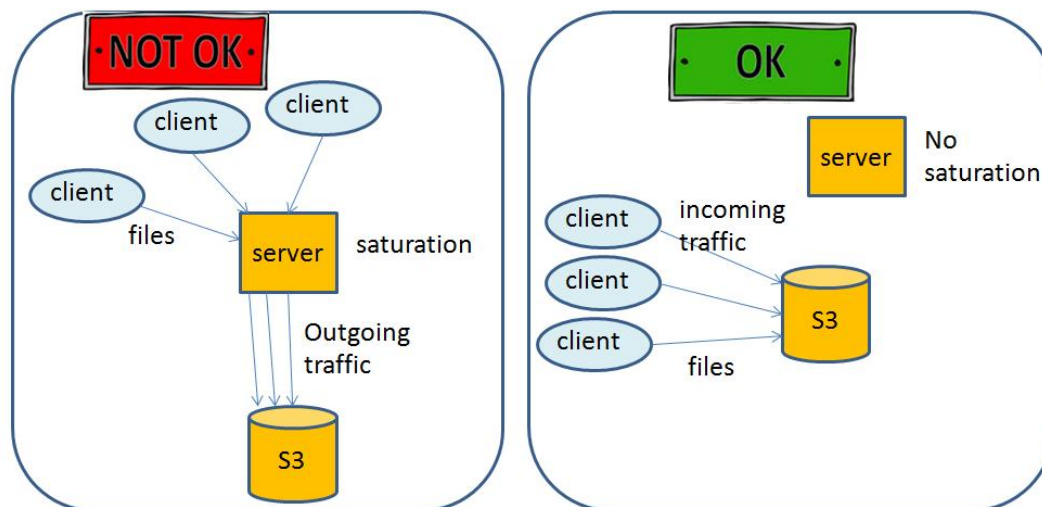 NOT OK
client
client
client
files
server
saturation
Outgoing
traffic
S3
OK
server
No
saturation
client
incoming
traffic
client
client
S3
files